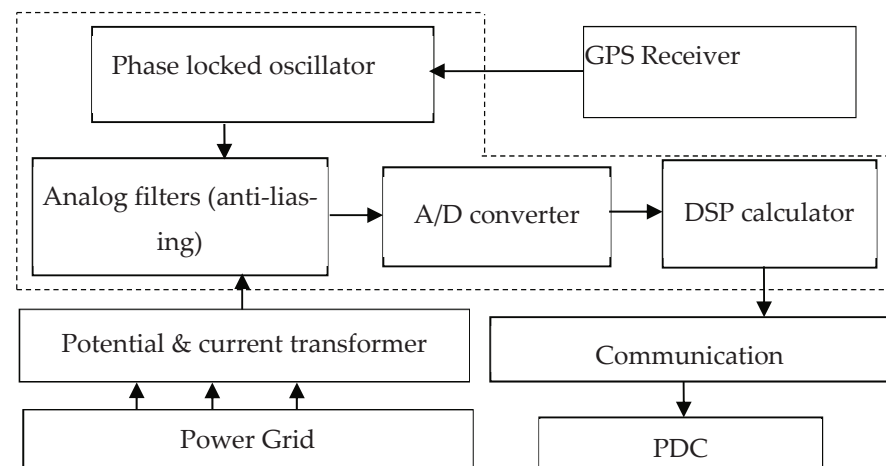 Phase locked oscillator
GPS Receiver
Analog filters (anti-lias-
ing)
A/D converter
DSP calculator
Potential & current transformer
Communication
Power Grid
PDC